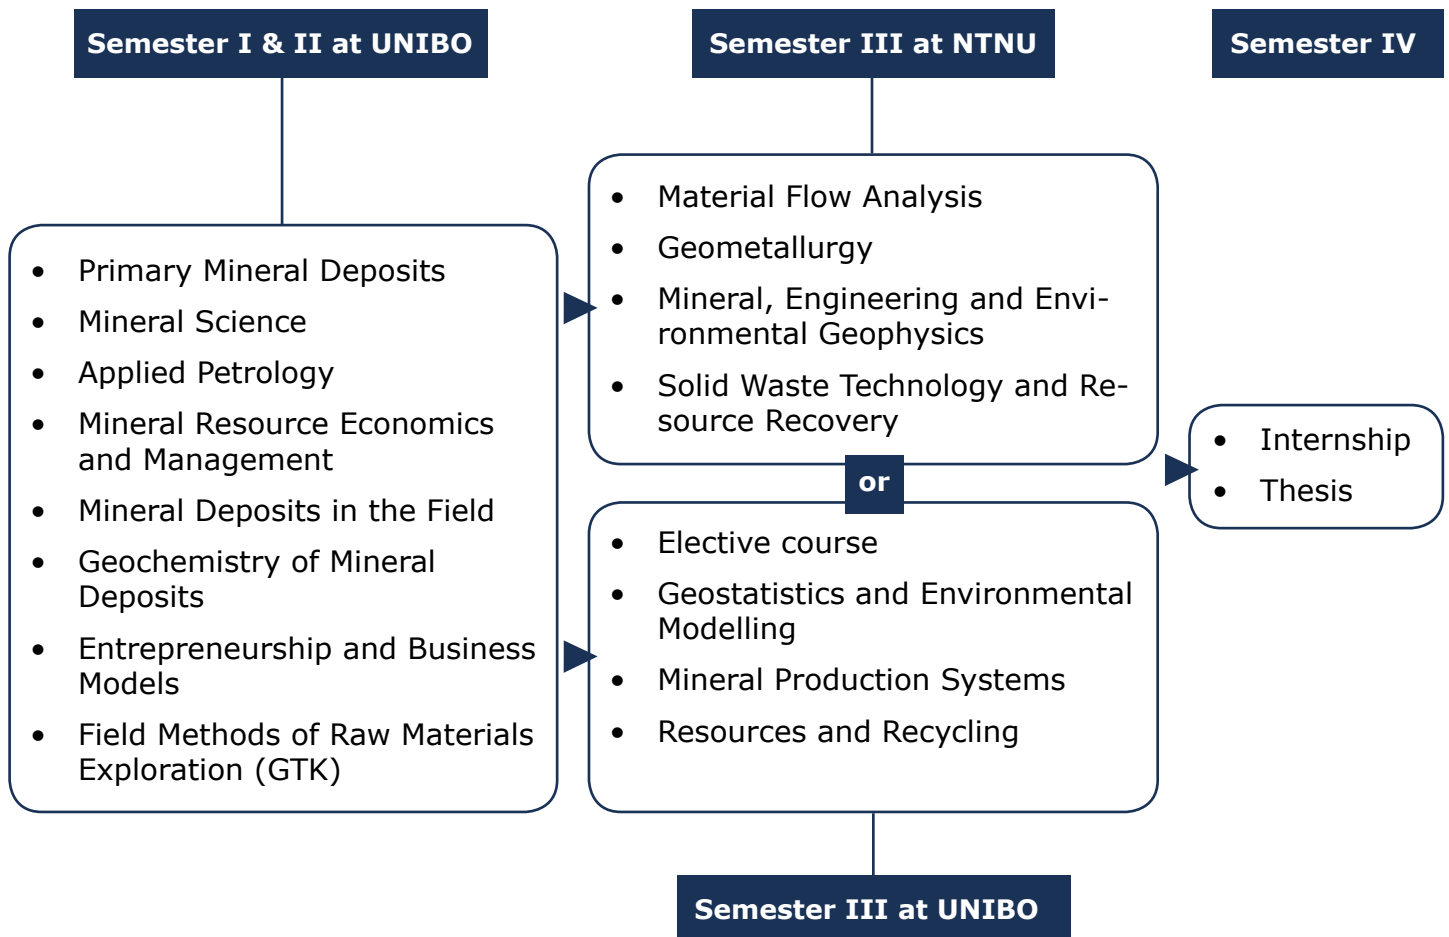 Semester I & II at UNIBO
• Primary Mineral Deposits
• Mineral Science
• Applied Petrology
• Mineral Resource Economics
and Management
• Mineral Deposits in the Field
• Geochemistry of Mineral
Deposits
• Entrepreneurship and Business
Models
• Field Methods of Raw Materials
Exploration (GTK)
Semester III at NTNU
• Material Flow Analysis
• Geometallurgy
• Mineral, Engineering and Envi-
ronmental Geophysics
• Solid Waste Technology and Re-
source Recovery
or
• Elective course
• Geostatistics and Environmental
Modelling
• Mineral Production Systems
• Resources and Recycling
Semester III at UNIBO
Semester IV
• Internship
• Thesis